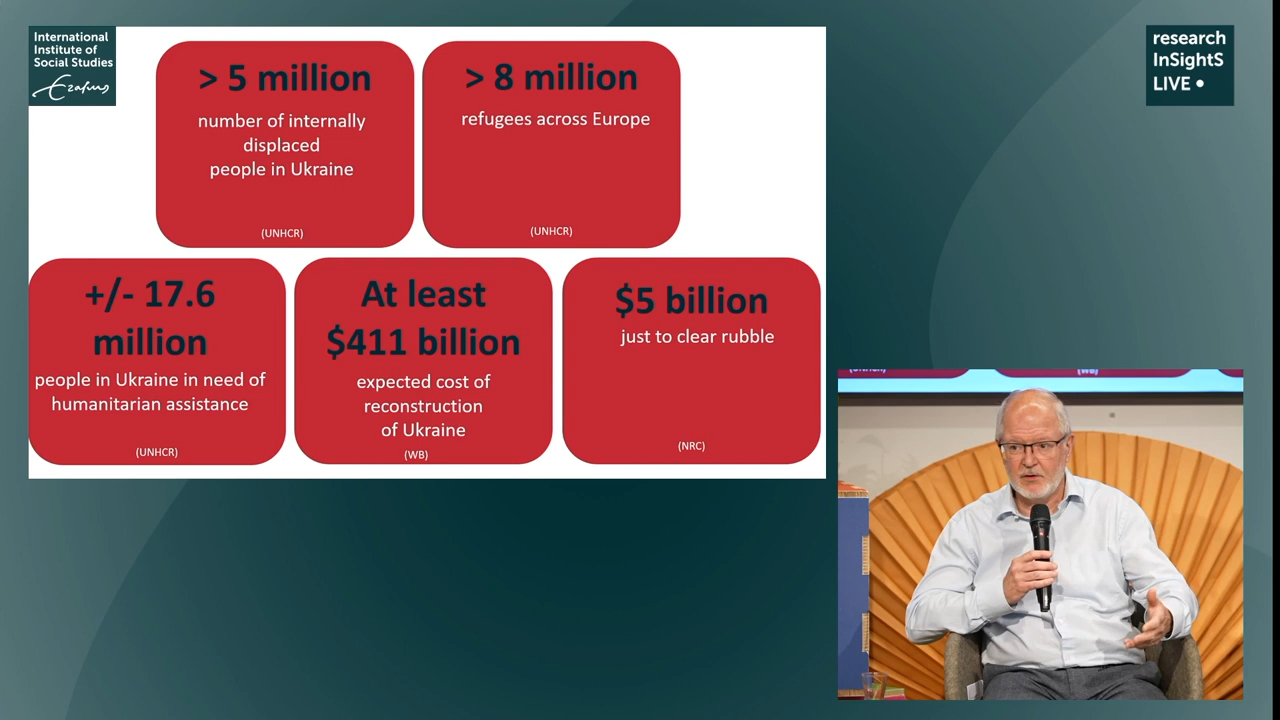 International
Institute of
Social Studies
Erasmus
research
InSightS
LIVE
> 5 million
number of internally
displaced
people in Ukraine
(UNHCR)
> 8 million
refugees across Europe
(UNHCR)
+/- 17.6
million
people in Ukraine in need of
humanitarian assistance
(UNHCR)
At least
$411 billion
expected cost of
reconstruction
of Ukraine
(WB)
$5 billion
just to clear rubble
(NRC)
(WB)